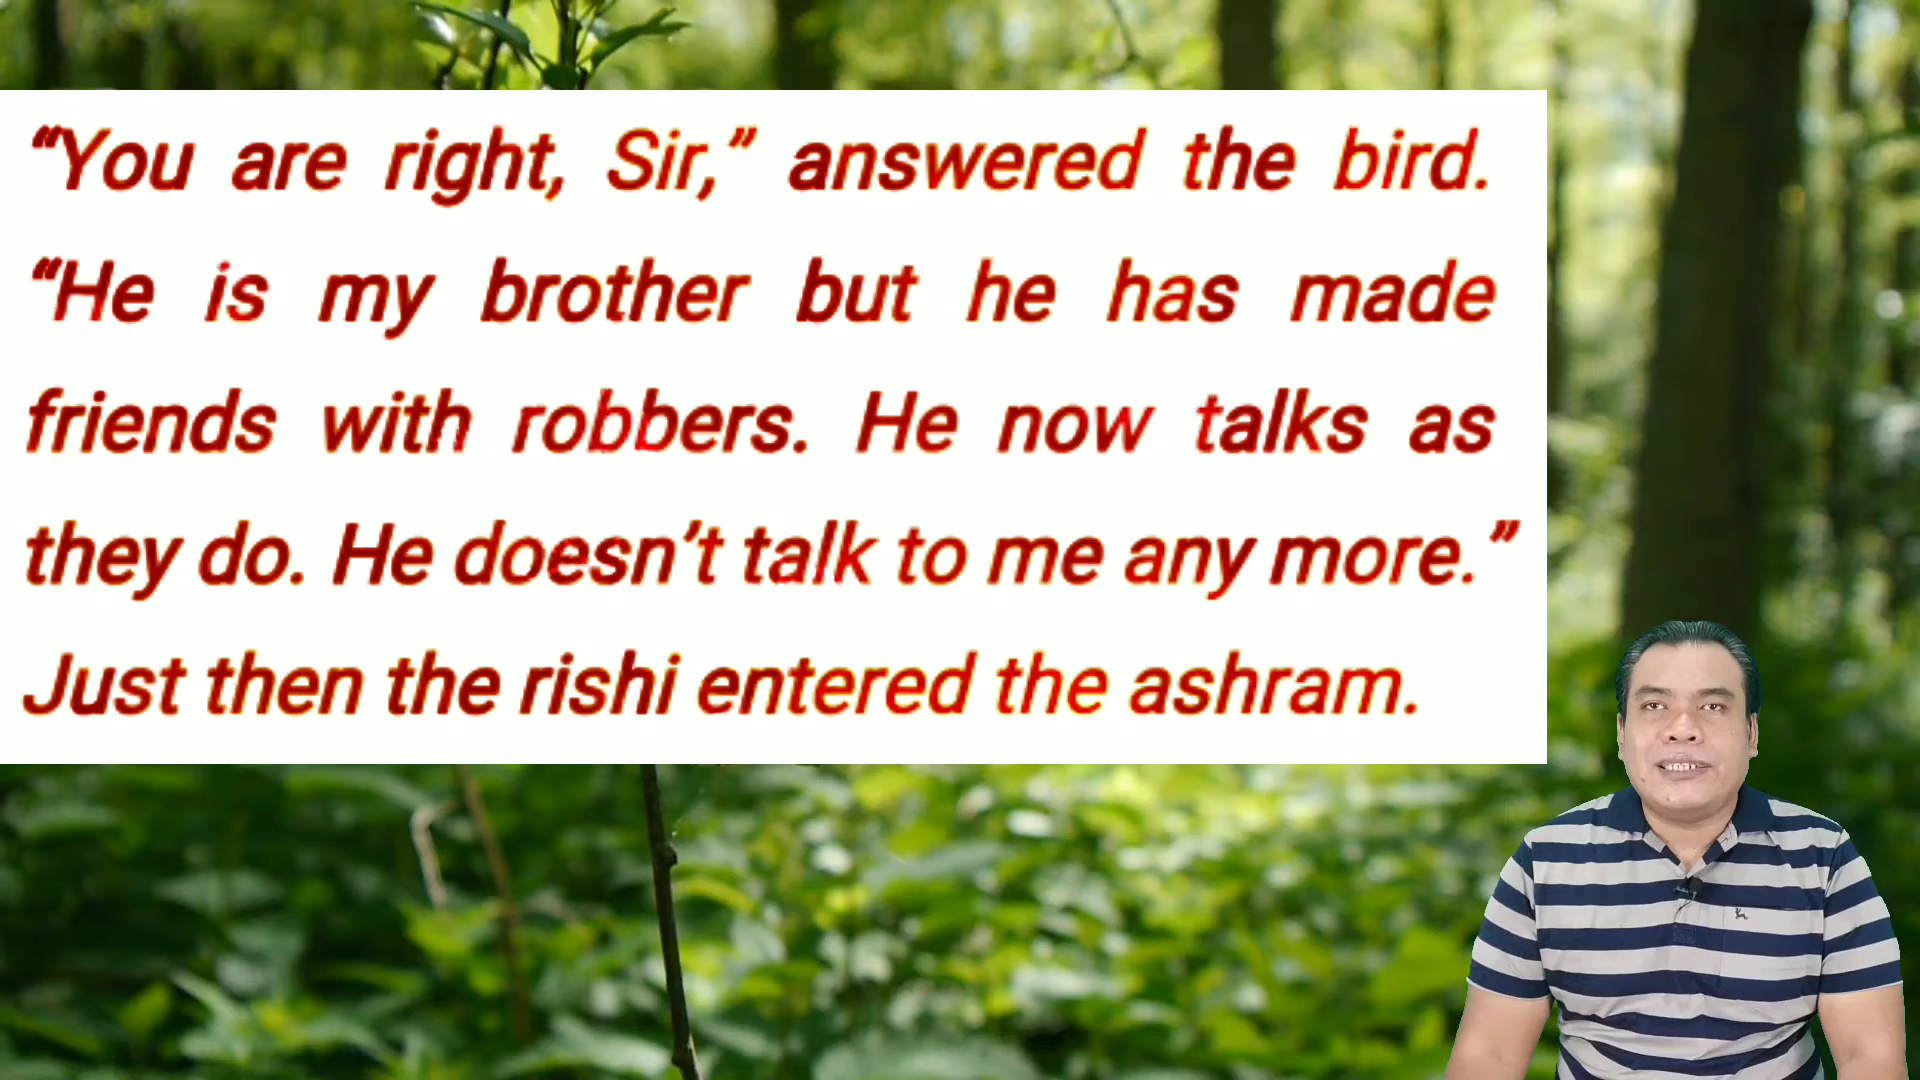 “You are right, Sir,” answered the bird.
“He is my brother but he has made
friends with robbers. He now talks as
they do. He doesn’t talk to me any more.”
Just then the rishi entered the ashram.